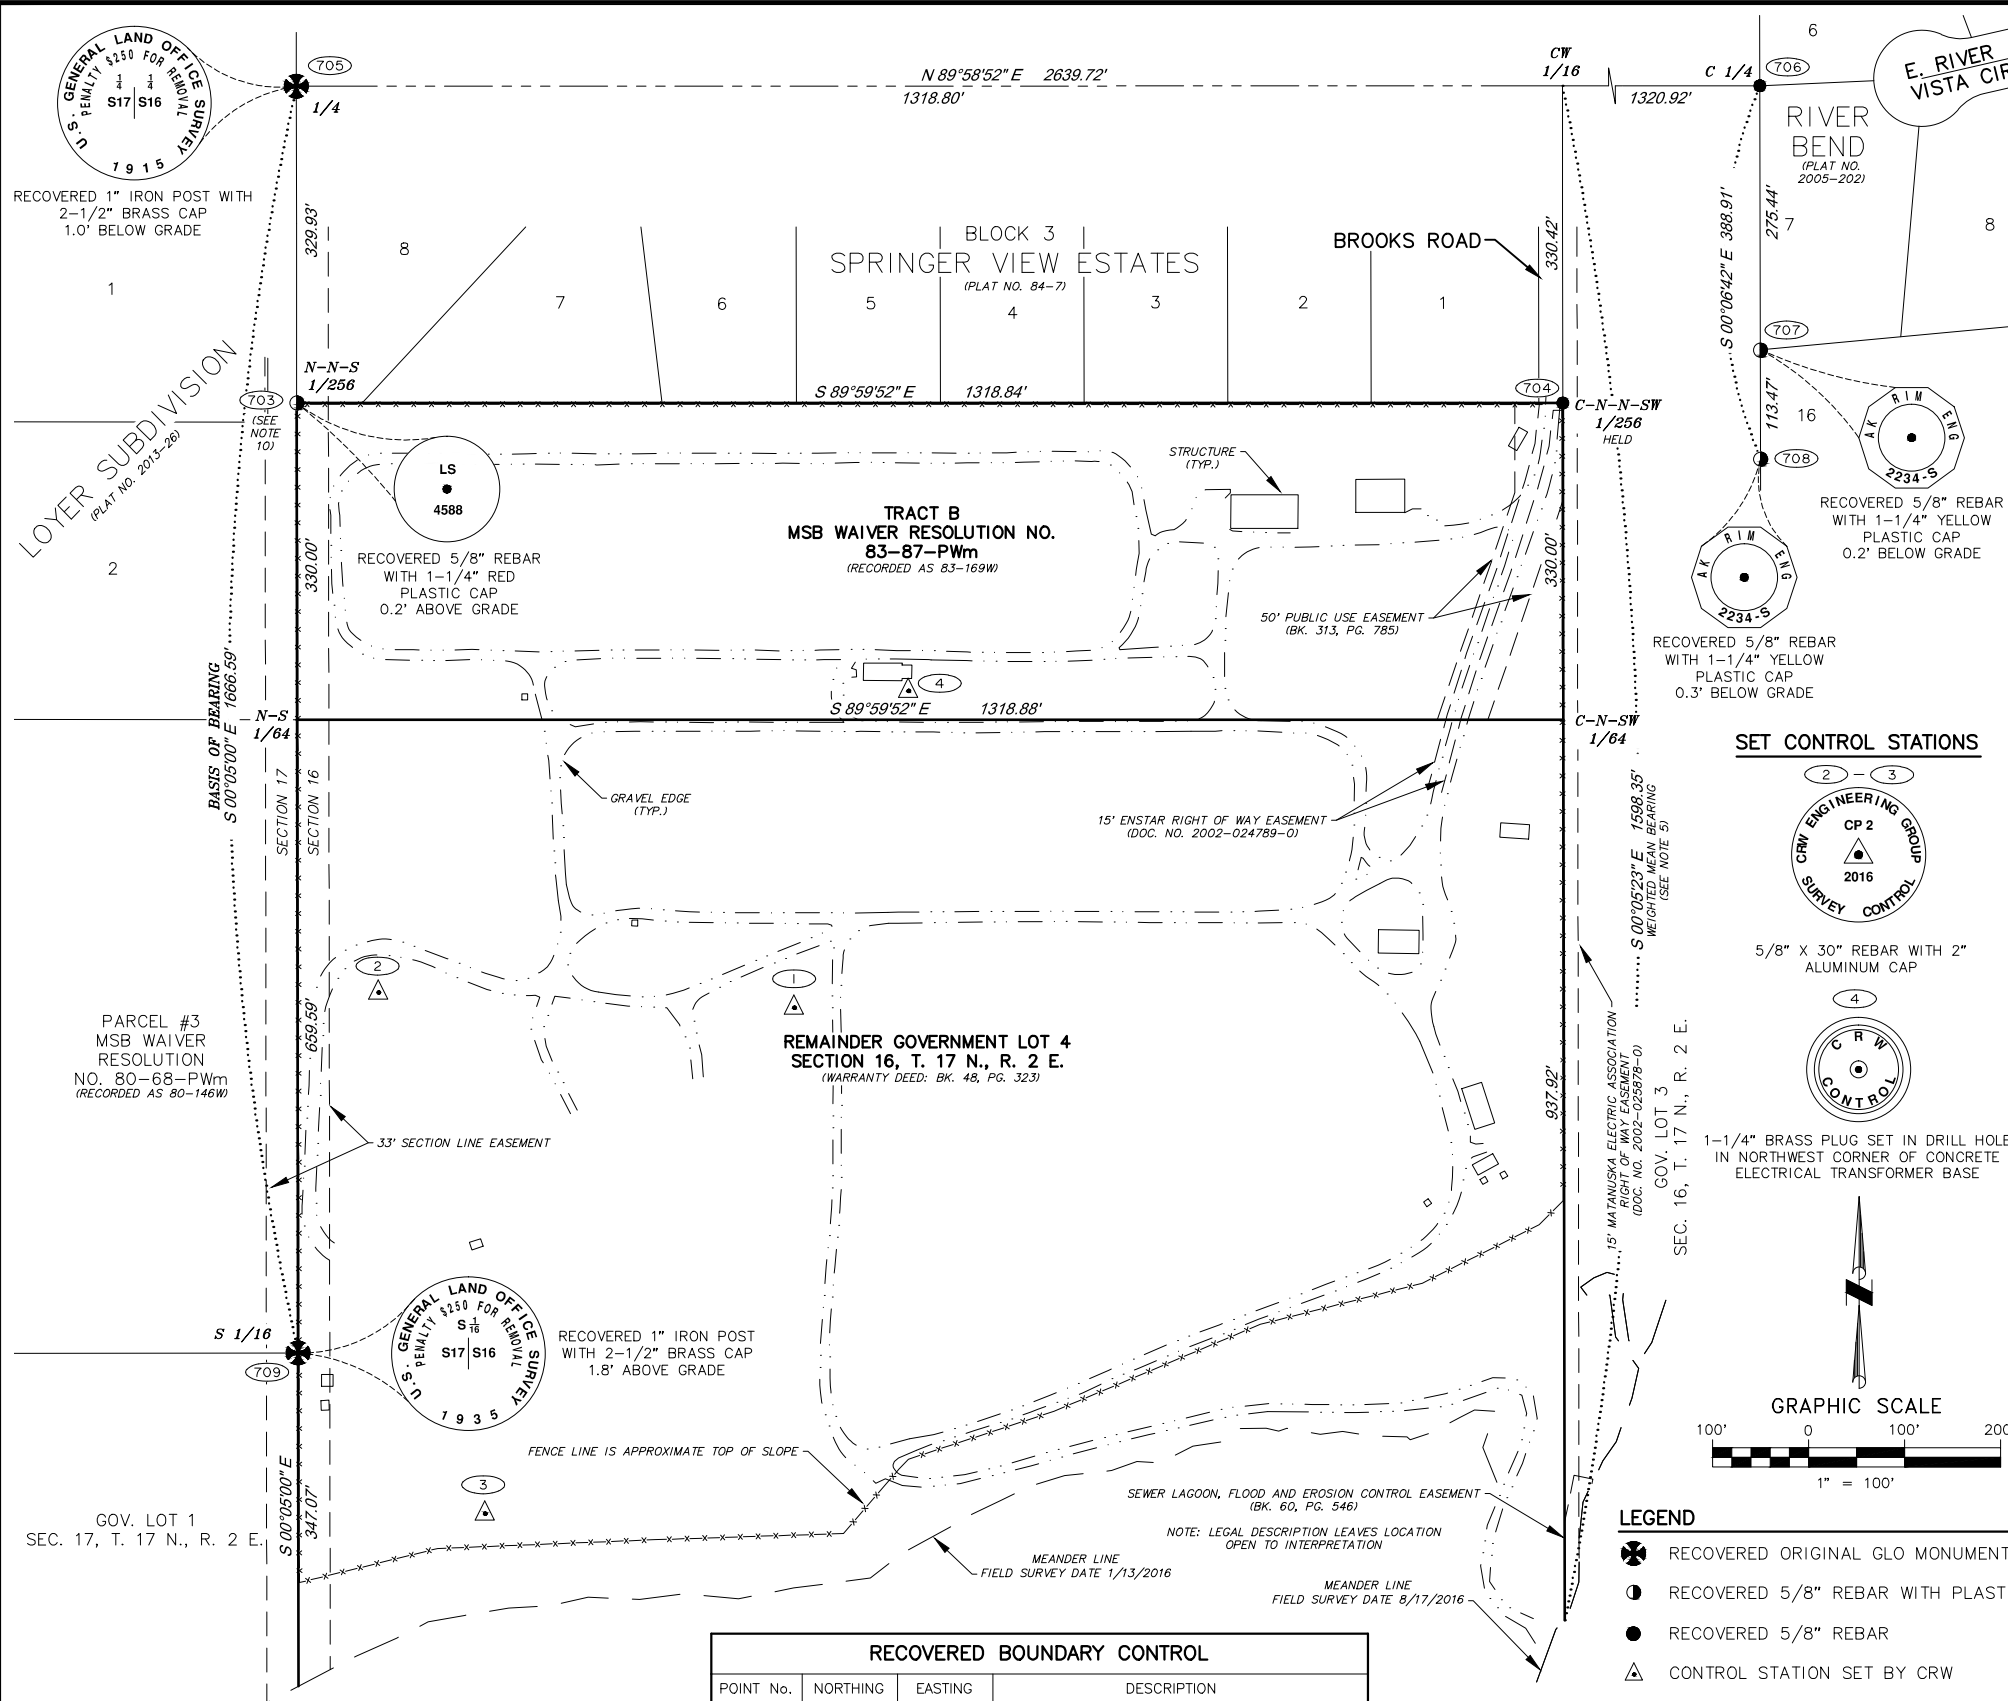 U.S. GENERAL LAND OFFICE SURVEY
PENALTY $250 FOR REMOVAL
1/4 1/4
S17 S16
1915
RECOVERED 1" IRON POST WITH
2-1/2" BRASS CAP
1.0' BELOW GRADE
705
1/4
N 89°58'52" E 2639.72'
1318.80'
CW
1/16
C 1/4
706
1320.92'
6
E. RIVER
VISTA CIR
RIVER
BEND
(PLAT NO.
2005-202)
329.93'
330.42'
S 00°06'42" E 388.91'
275.44'
7
8
1
8
BLOCK 3
SPRINGER VIEW ESTATES
(PLAT NO. 84-7)
BROOKS ROAD
7
6
5
4
3
2
1
707
LOYER SUBDIVISION
(PLAT NO. 2013-26)
2
N-N-S
1/256
703
(SEE
NOTE
10)
S 89°59'52" E 1318.84'
704
C-N-N-SW
1/256
HELD
113.47'
16
708
AK RIM ENG
2234-S
RECOVERED 5/8" REBAR
WITH 1-1/4" YELLOW
PLASTIC CAP
0.2' BELOW GRADE
AK RIM ENG
2234-S
RECOVERED 5/8" REBAR
WITH 1-1/4" YELLOW
PLASTIC CAP
0.3' BELOW GRADE
LS
4588
RECOVERED 5/8" REBAR
WITH 1-1/4" RED
PLASTIC CAP
0.2' ABOVE GRADE
330.00'
STRUCTURE
(TYP.)
TRACT B
MSB WAIVER RESOLUTION NO.
83-87-PWm
(RECORDED AS 83-169W)
330.00'
50' PUBLIC USE EASEMENT
(BK. 313, PG. 785)
4
BASIS OF BEARING
S 00°05'00" E 1666.59'
N-S
1/64
S 89°59'52" E 1318.88'
C-N-SW
1/64
SECTION 17
SECTION 16
GRAVEL EDGE
(TYP.)
15' ENSTAR RIGHT OF WAY EASEMENT
(DOC. NO. 2002-024789-0)
S 00°05'23" E 1598.35'
WEIGHTED MEAN BEARING
(SEE NOTE 5)
SET CONTROL STATIONS
2 - 3
CRW ENGINEERING GROUP
CP 2
2016
SURVEY CONTROL
5/8" X 30" REBAR WITH 2"
ALUMINUM CAP
4
CRW
CONTROL
1-1/4" BRASS PLUG SET IN DRILL HOLE
IN NORTHWEST CORNER OF CONCRETE
ELECTRICAL TRANSFORMER BASE
2
1
659.59'
PARCEL #3
MSB WAIVER
RESOLUTION
NO. 80-68-PWm
(RECORDED AS 80-146W)
REMAINDER GOVERNMENT LOT 4
SECTION 16, T. 17 N., R. 2 E.
(WARRANTY DEED: BK. 48, PG. 323)
937.92'
15' MATANUSKA ELECTRIC ASSOCIATION
RIGHT OF WAY EASEMENT
(DOC. NO. 2002-025878-0)
GOV. LOT 3
SEC. 16, T. 17 N., R. 2 E.
33' SECTION LINE EASEMENT
S 1/16
709
U.S. GENERAL LAND OFFICE SURVEY
PENALTY $250 FOR REMOVAL
S 1/16
S17 S16
1935
RECOVERED 1" IRON POST
WITH 2-1/2" BRASS CAP
1.8' ABOVE GRADE
GRAPHIC SCALE
100' 0 100' 200
1" = 100'
FENCE LINE IS APPROXIMATE TOP OF SLOPE
3
S 00°05'00" E
347.07'
GOV. LOT 1
SEC. 17, T. 17 N., R. 2 E.
SEWER LAGOON, FLOOD AND EROSION CONTROL EASEMENT
(BK. 60, PG. 546)
NOTE: LEGAL DESCRIPTION LEAVES LOCATION
OPEN TO INTERPRETATION
MEANDER LINE
FIELD SURVEY DATE 1/13/2016
MEANDER LINE
FIELD SURVEY DATE 8/17/2016
LEGEND
RECOVERED ORIGINAL GLO MONUMENT
RECOVERED 5/8" REBAR WITH PLAST
RECOVERED 5/8" REBAR
CONTROL STATION SET BY CRW
RECOVERED BOUNDARY CONTROL
POINT No. NORTHING EASTING DESCRIPTION